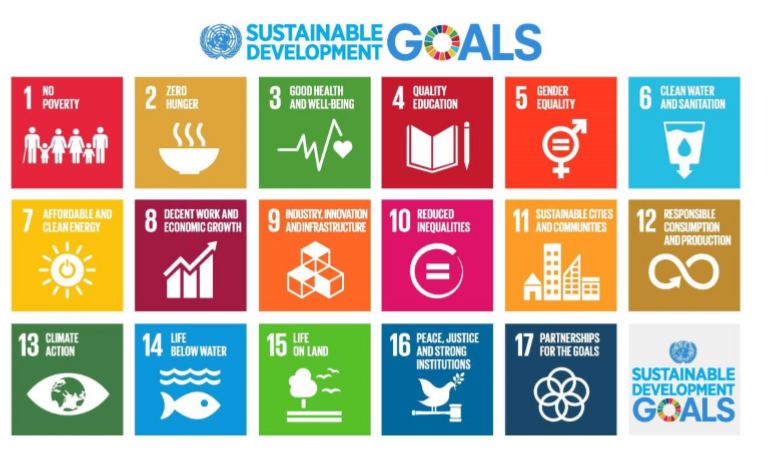 SUSTAINABLE
DEVELOPMENT GOALS
1 NO
POVERTY
2 ZERO
HUNGER
3 GOOD HEALTH
AND WELL-BEING
4 QUALITY
EDUCATION
5 GENDER
EQUALITY
6 CLEAN WATER
AND SANITATION
7 AFFORDABLE AND
CLEAN ENERGY
8 DECENT WORK AND
ECONOMIC GROWTH
9 INDUSTRY, INNOVATION
AND INFRASTRUCTURE
10 REDUCED
INEQUALITIES
11 SUSTAINABLE CITIES
AND COMMUNITIES
12 RESPONSIBLE
CONSUMPTION
AND PRODUCTION
13 CLIMATE
ACTION
14 LIFE
BELOW WATER
15 LIFE
ON LAND
16 PEACE, JUSTICE
AND STRONG
INSTITUTIONS
17 PARTNERSHIPS
FOR THE GOALS
SUSTAINABLE
DEVELOPMENT
GOALS